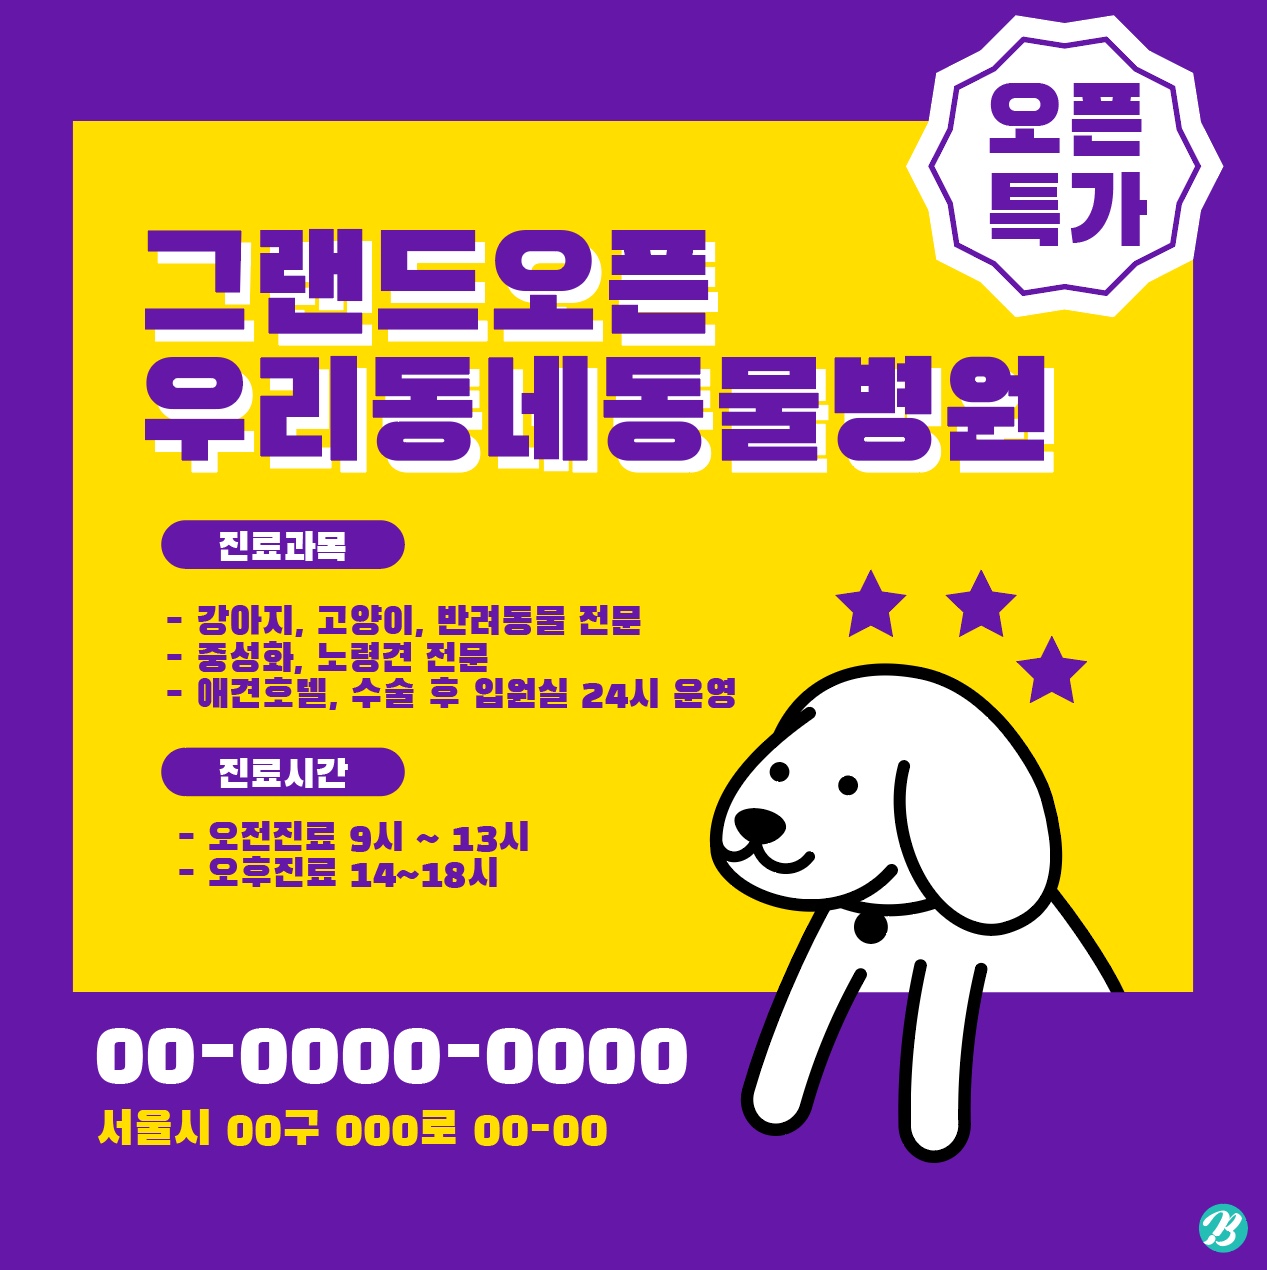 오픈
특가
그랜드오픈
우리동네동물병원
진료과목
- 강아지, 고양이, 반려동물 전문
- 중성화, 노령견 전문
- 애견호텔, 수술 후 입원실 24시 운영
진료시간
- 오전진료 9시 ~ 13시
- 오후진료 14~18시
00-0000-0000
서울시 00구 000로 00-00
B